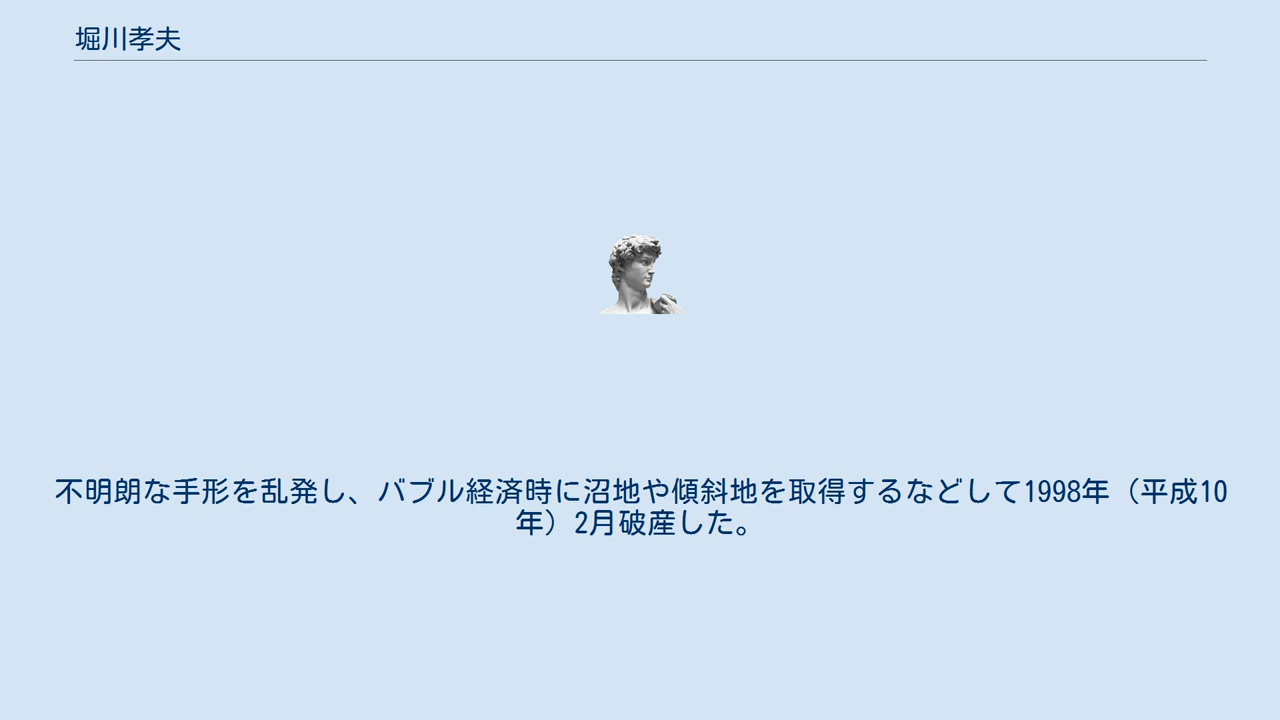 堀川孝夫
不明朗な手形を乱発し、バブル経済時に沼地や傾斜地を取得するなどして1998年（平成10
年）2月破産した。